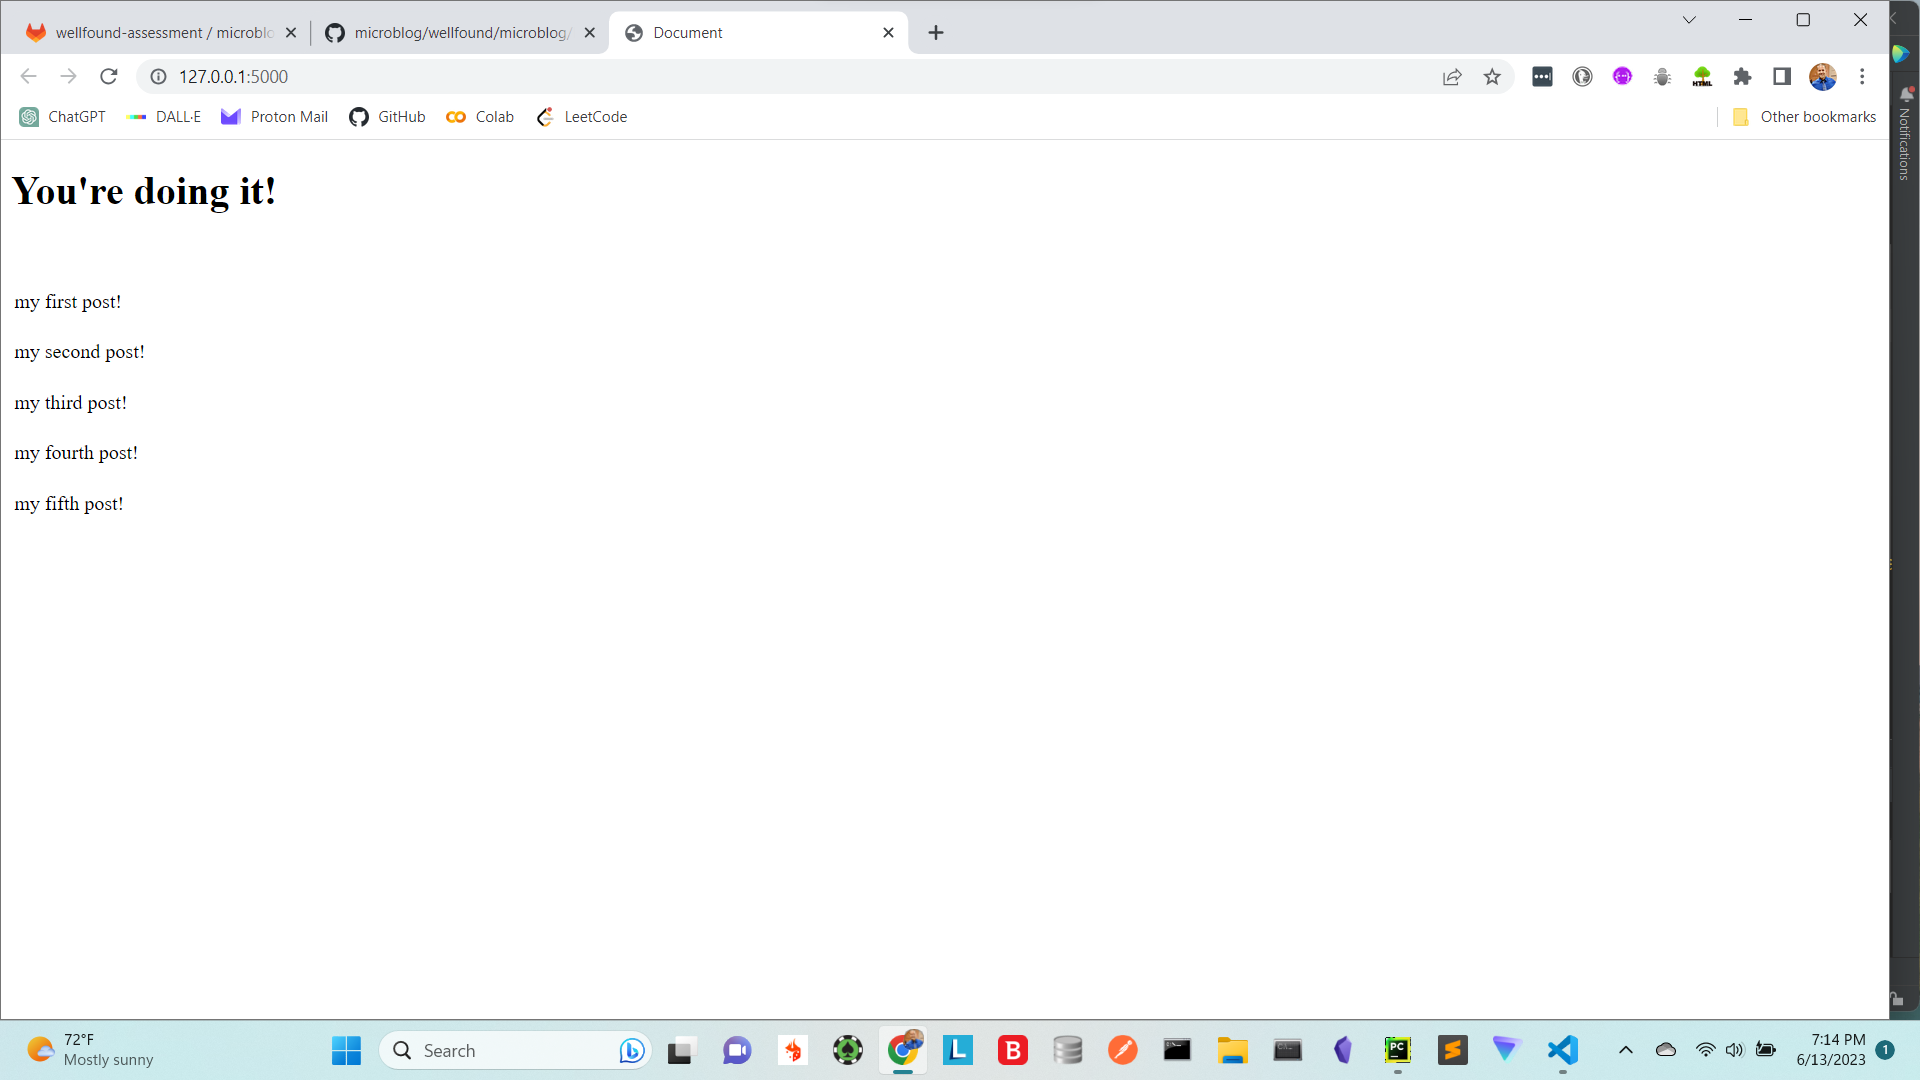 wellfound-assessment / microblo
microblog/wellfound/microblog/
Document
127.0.0.1:5000
HTML
ChatGPT
DALL·E
Proton Mail
GitHub
Colab
LeetCode
Other bookmarks
Notifications
You're doing it!
my first post!
my second post!
my third post!
my fourth post!
my fifth post!
72°F
Mostly sunny
Search
L
B
PC
7:14 PM
6/13/2023
1